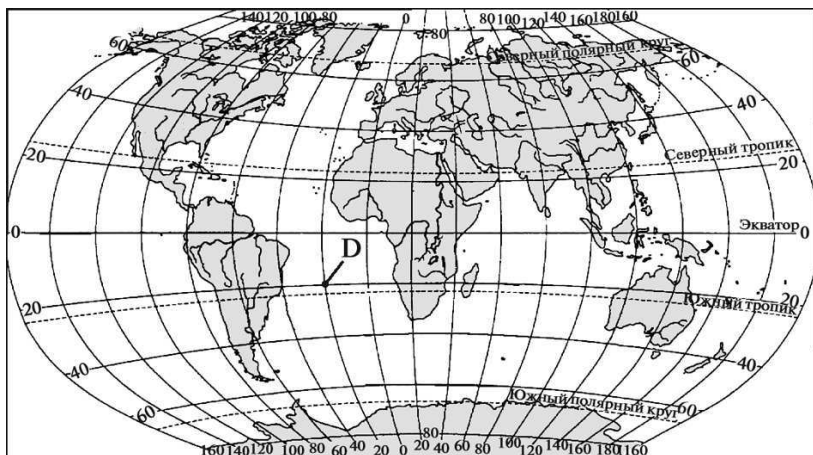 140 120 100 80 0 80 100 120 140 160 180 160
80
60 Северный полярный круг 60
40 40
Северный тропик
20 20
Экватор
0 0
D
20 Южный тропик 20
40 40
60 Южный полярный круг 60
80
160 140 120 100 80 60 40 20 0 20 40 60 80 100 120 140 160 180 160